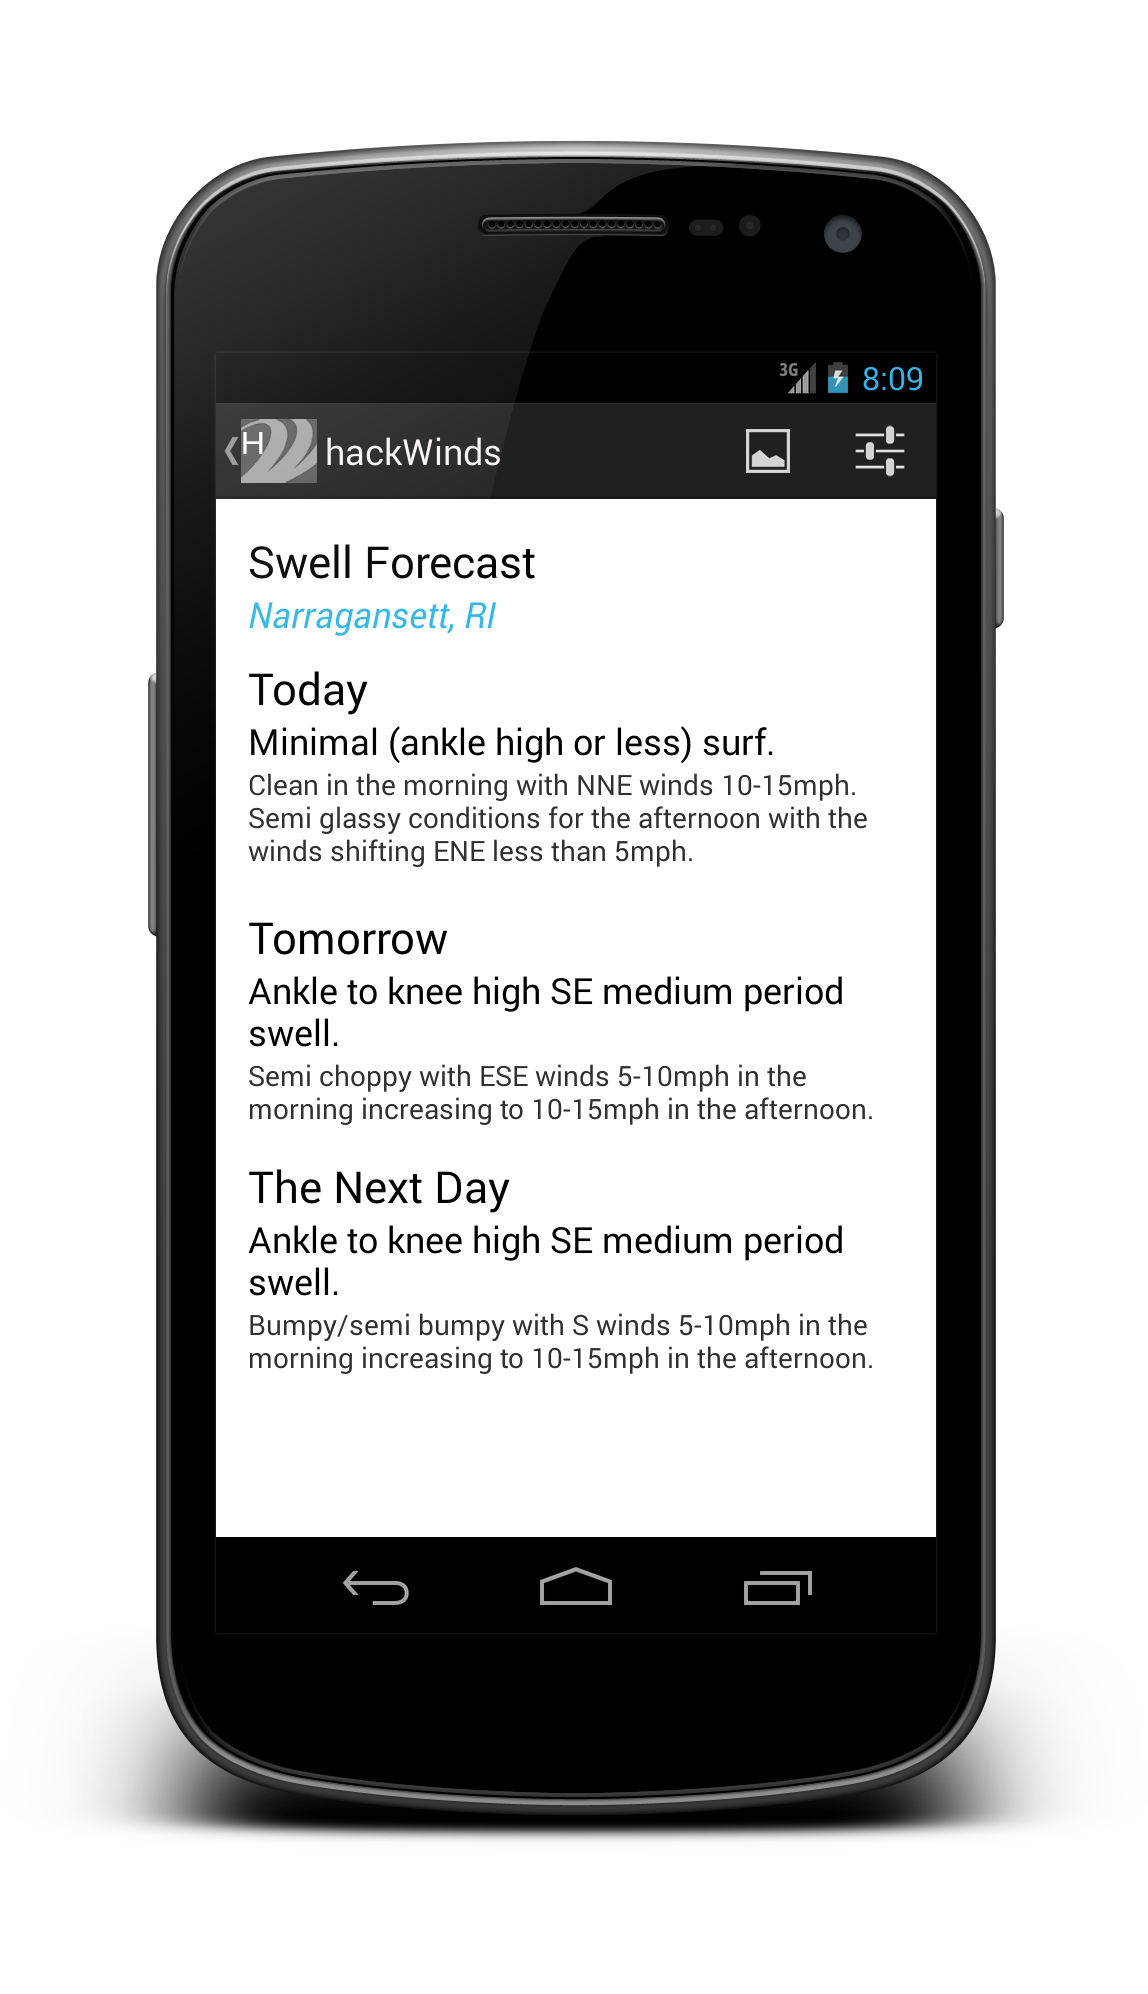 3G 8:09
H hackWinds
Swell Forecast
Narragansett, RI
Today
Minimal (ankle high or less) surf.
Clean in the morning with NNE winds 10-15mph.
Semi glassy conditions for the afternoon with the
winds shifting ENE less than 5mph.
Tomorrow
Ankle to knee high SE medium period
swell.
Semi choppy with ESE winds 5-10mph in the
morning increasing to 10-15mph in the afternoon.
The Next Day
Ankle to knee high SE medium period
swell.
Bumpy/semi bumpy with S winds 5-10mph in the
morning increasing to 10-15mph in the afternoon.